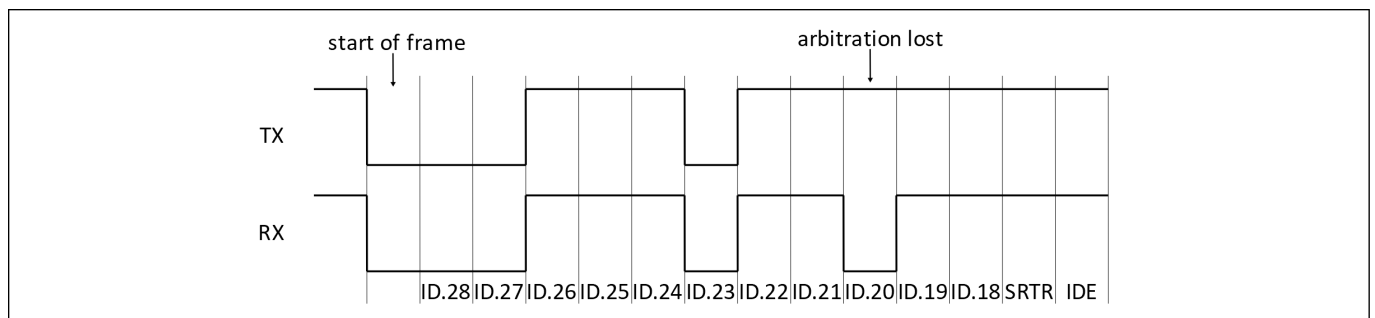 start of frame
arbitration lost
TX
RX
ID.28 ID.27 ID.26 ID.25 ID.24 ID.23 ID.22 ID.21 ID.20 ID.19 ID.18 SRTR IDE